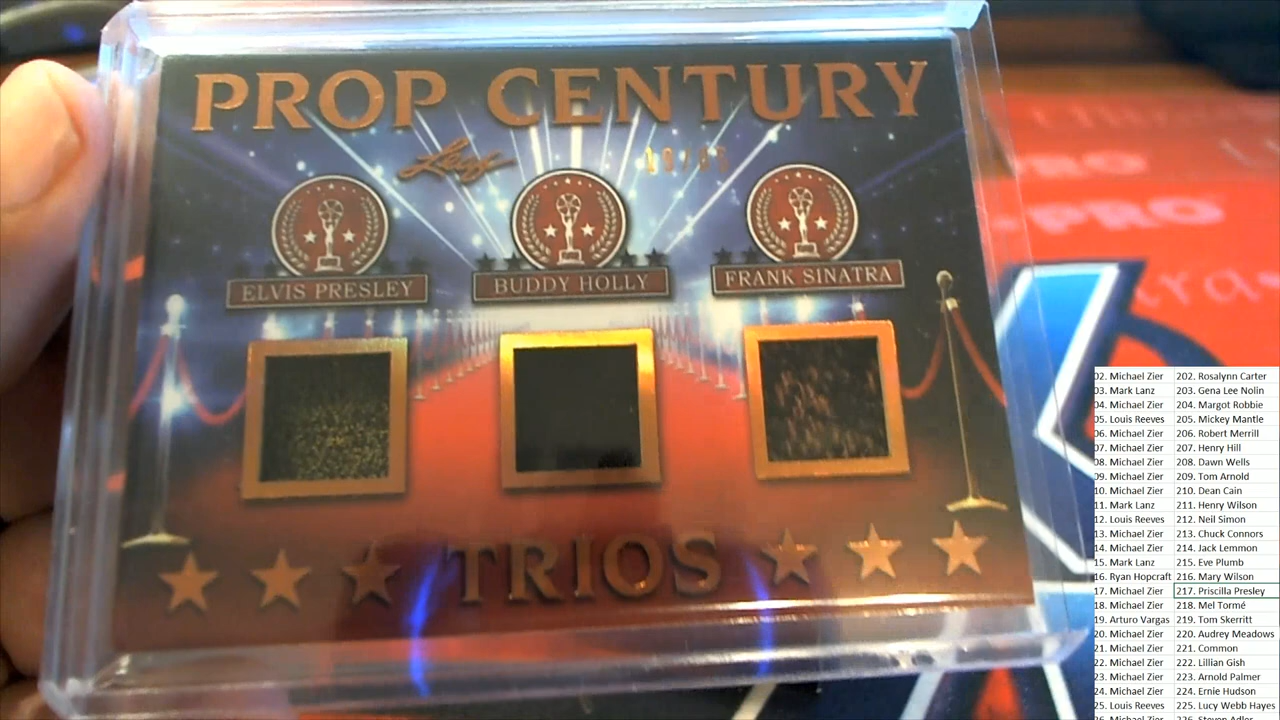 PROP CENTURY
Leaf
ELVIS PRESLEY BUDDY HOLLY FRANK SINATRA
TRIOS
PRO
PRO
02. Michael Zier 202. Rosalynn Carter
03. Mark Lanz 203. Gena Lee Nolin
04. Michael Zier 204. Margot Robbie
05. Louis Reeves 205. Mickey Mantle
06. Michael Zier 206. Robert Merrill
07. Michael Zier 207. Henry Hill
08. Michael Zier 208. Dawn Wells
09. Michael Zier 209. Tom Arnold
10. Michael Zier 210. Dean Cain
11. Mark Lanz 211. Henry Wilson
12. Louis Reeves 212. Neil Simon
13. Michael Zier 213. Chuck Connors
14. Michael Zier 214. Jack Lemmon
15. Mark Lanz 215. Eve Plumb
16. Ryan Hopcraft 216. Mary Wilson
17. Michael Zier 217. Priscilla Presley
18. Michael Zier 218. Mel Tormé
19. Arturo Vargas 219. Tom Skerritt
20. Michael Zier 220. Audrey Meadows
21. Michael Zier 221. Common
22. Michael Zier 222. Lillian Gish
23. Michael Zier 223. Arnold Palmer
24. Michael Zier 224. Ernie Hudson
25. Louis Reeves 225. Lucy Webb Hayes
26. Michael Zier 226. Steven Adler